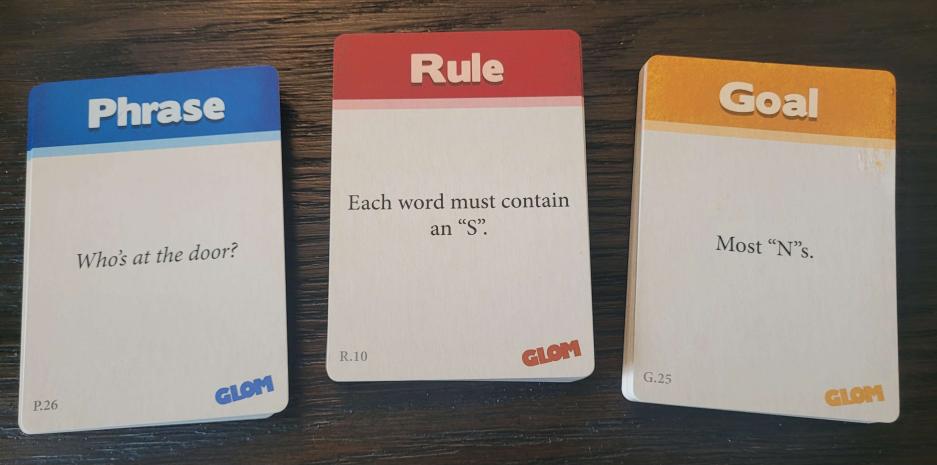 Phrase
Who's at the door?
P.26
GLOM
Rule
Each word must contain
an “S”.
R.10
GLOM
Goal
Most “N”s.
G.25
GLOM